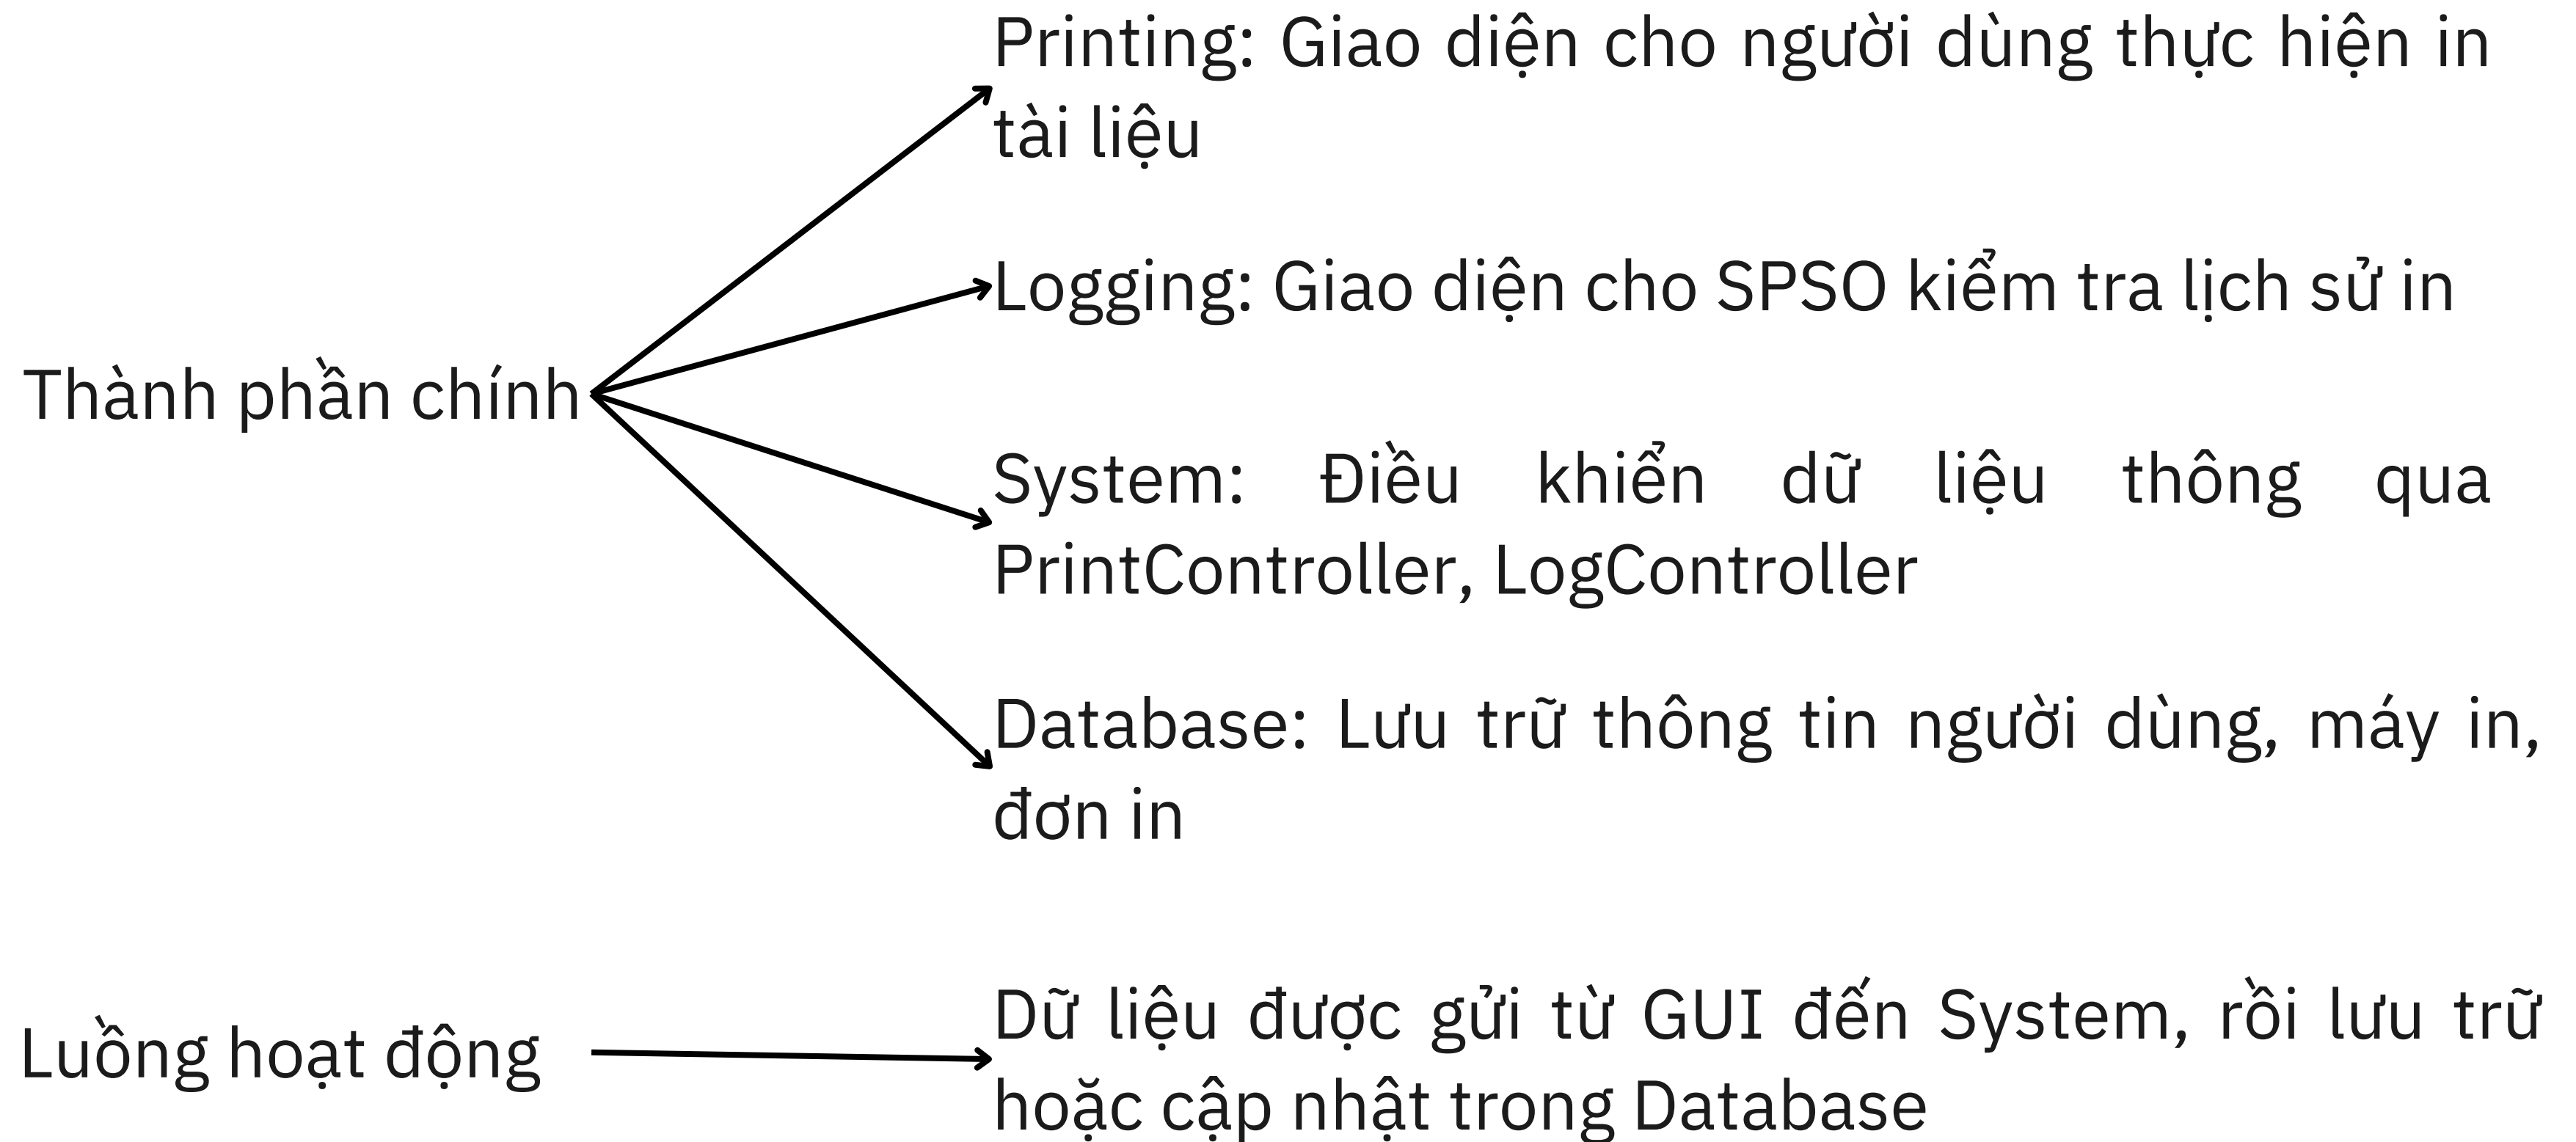 Printing: Giao diện cho người dùng thực hiện in
tài liệu
Logging: Giao diện cho SPSO kiểm tra lịch sử in
Thành phần chính
System: Điều khiển dữ liệu thông qua
PrintController, LogController
Database: Lưu trữ thông tin người dùng, máy in,
đơn in
Luồng hoạt động
Dữ liệu được gửi từ GUI đến System, rồi lưu trữ
hoặc cập nhật trong Database